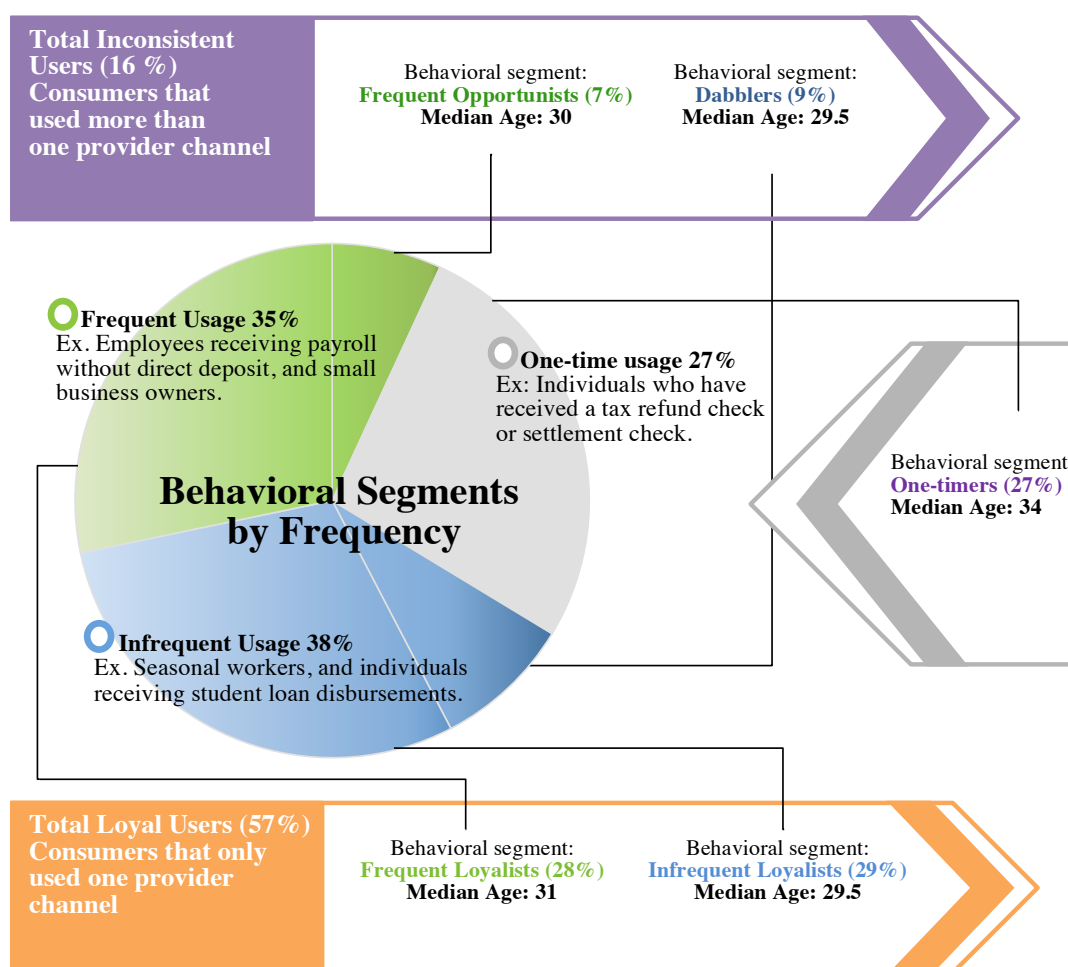 Total Inconsistent
Users (16 %)
Consumers that
used more than
one provider channel
Behavioral segment:
Frequent Opportunists (7%)
Median Age: 30
Behavioral segment:
Dabblers (9%)
Median Age: 29.5
Frequent Usage 35%
Ex. Employees receiving payroll
without direct deposit, and small
business owners.
One-time usage 27%
Ex: Individuals who have
received a tax refund check
or settlement check.
Behavioral segment
One-timers (27%)
Median Age: 34
Behavioral Segments
by Frequency
Infrequent Usage 38%
Ex. Seasonal workers, and individuals
receiving student loan disbursements.
Total Loyal Users (57%)
Consumers that only
used one provider
channel
Behavioral segment:
Frequent Loyalists (28%)
Median Age: 31
Behavioral segment:
Infrequent Loyalists (29%)
Median Age: 29.5